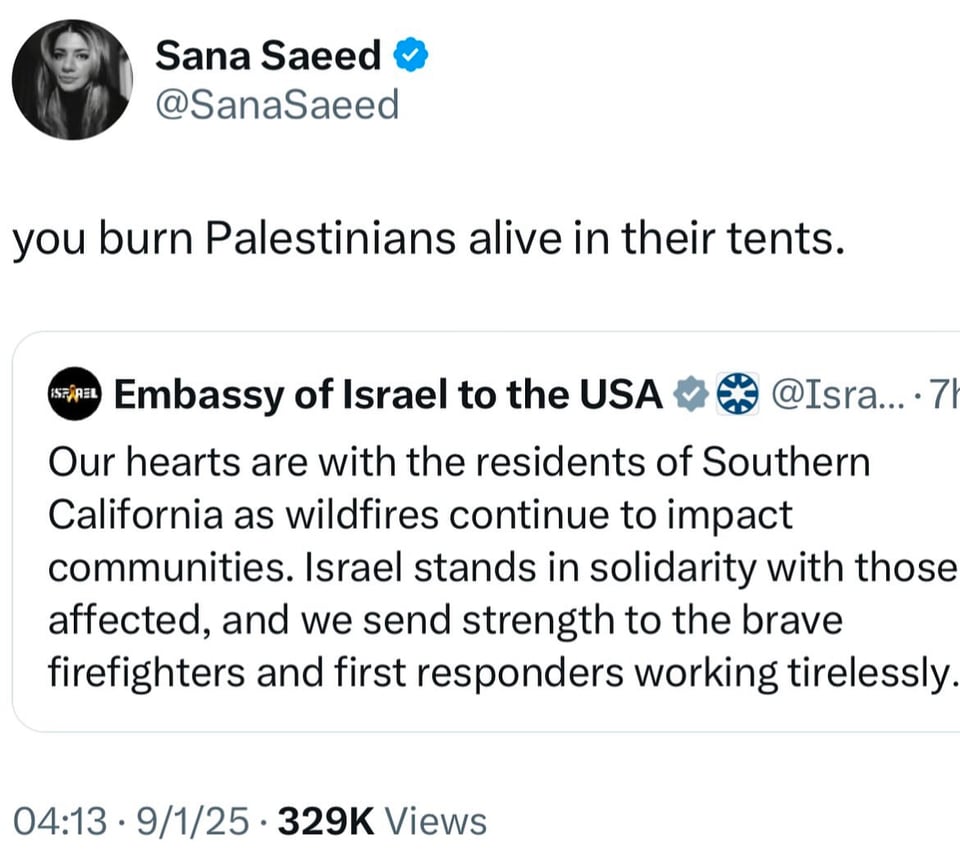 Sana Saeed
@SanaSaeed
you burn Palestinians alive in their tents.
ISRAEL
Embassy of Israel to the USA @Isra... · 7h
Our hearts are with the residents of Southern
California as wildfires continue to impact
communities. Israel stands in solidarity with those
affected, and we send strength to the brave
firefighters and first responders working tirelessly.
04:13 · 9/1/25 · 329K Views